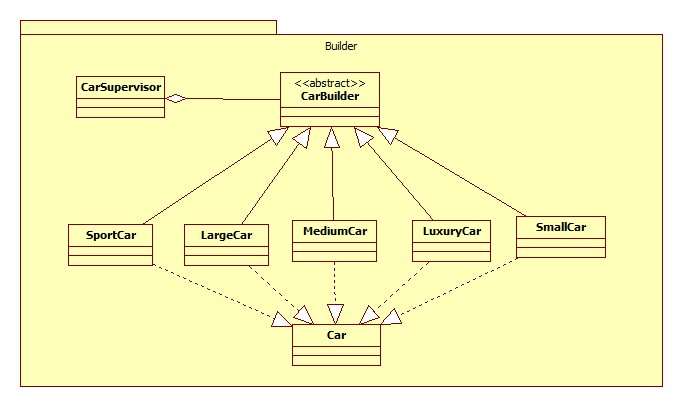 Builder
CarSupervisor
<<abstract>>
CarBuilder
SportCar
LargeCar
MediumCar
LuxuryCar
SmallCar
Car